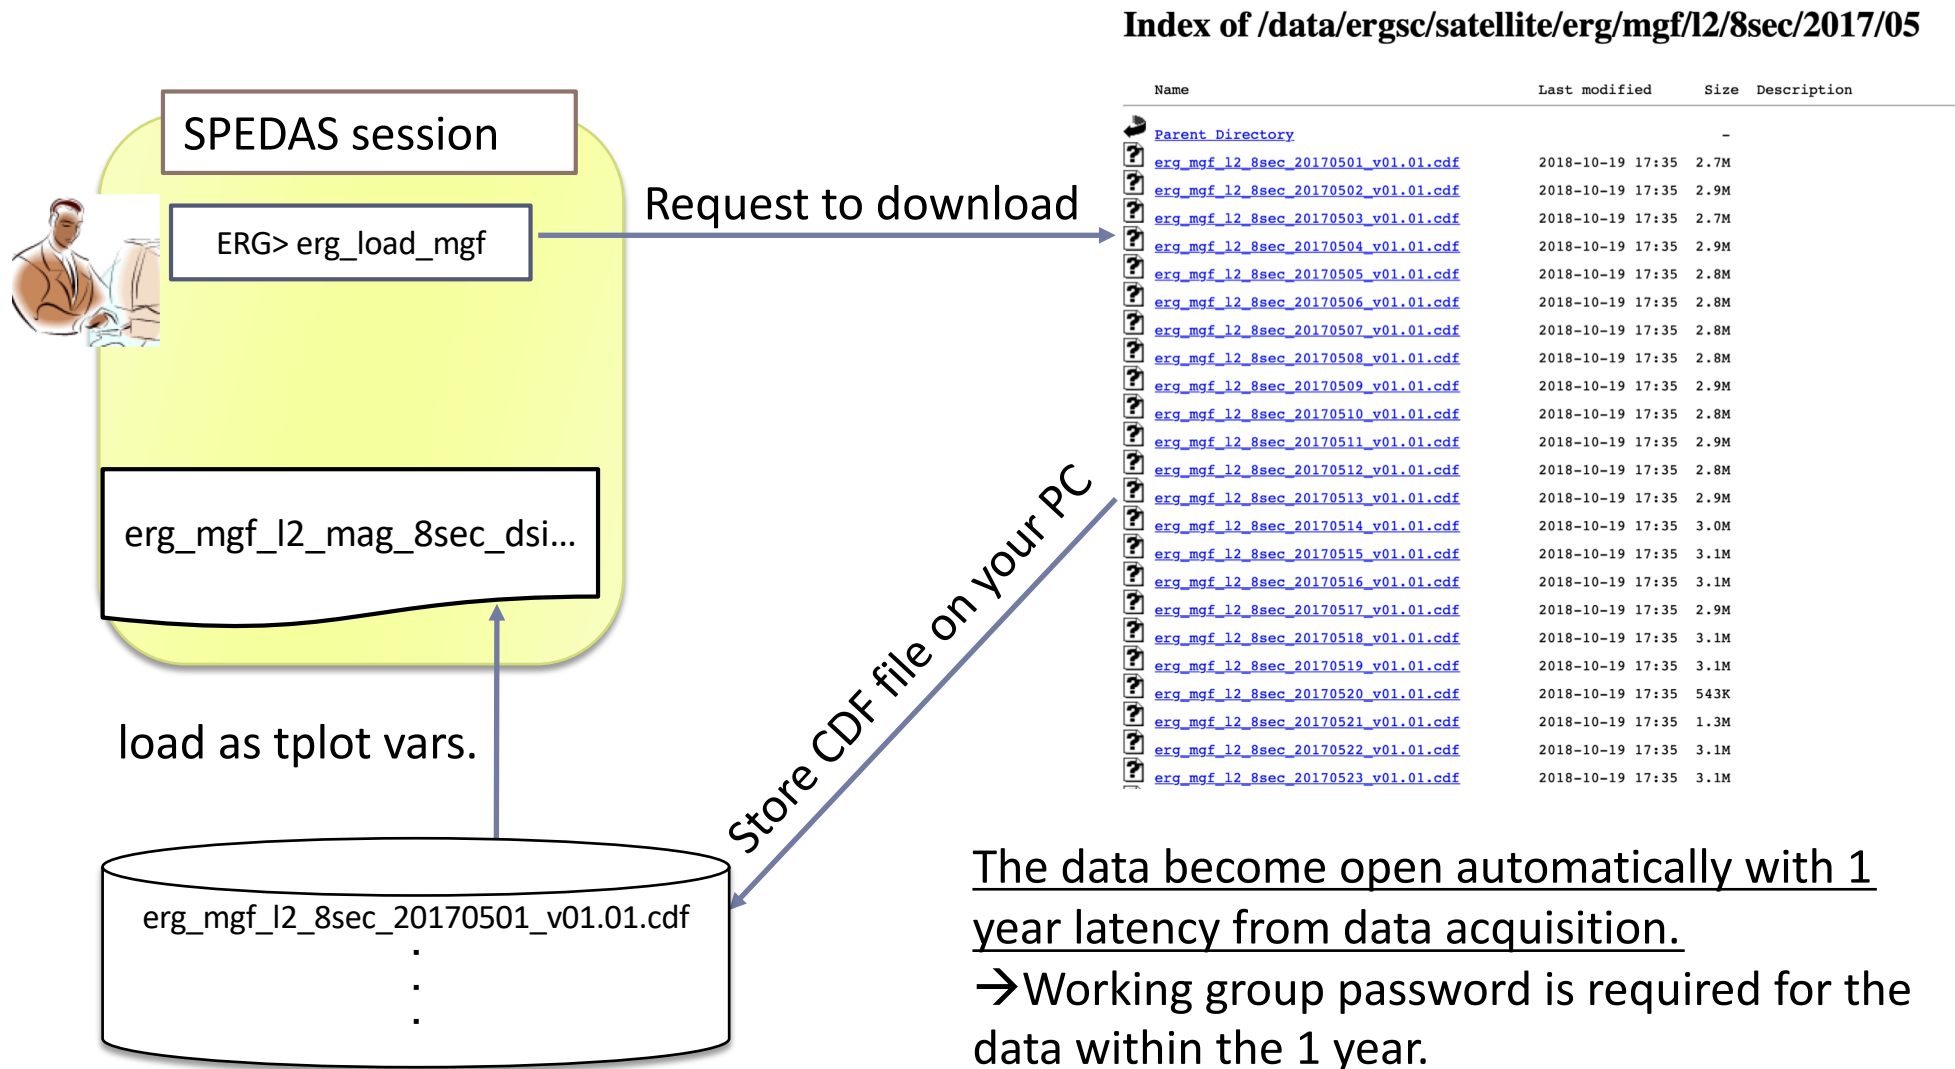 Index of /data/ergsc/satellite/erg/mgf/l2/8sec/2017/05
Name Last modified Size Description
Parent Directory -
erg_mgf_l2_8sec_20170501_v01.01.cdf 2018-10-19 17:35 2.7M
erg_mgf_l2_8sec_20170502_v01.01.cdf 2018-10-19 17:35 2.9M
erg_mgf_l2_8sec_20170503_v01.01.cdf 2018-10-19 17:35 2.7M
erg_mgf_l2_8sec_20170504_v01.01.cdf 2018-10-19 17:35 2.9M
erg_mgf_l2_8sec_20170505_v01.01.cdf 2018-10-19 17:35 2.8M
erg_mgf_l2_8sec_20170506_v01.01.cdf 2018-10-19 17:35 2.8M
erg_mgf_l2_8sec_20170507_v01.01.cdf 2018-10-19 17:35 2.8M
erg_mgf_l2_8sec_20170508_v01.01.cdf 2018-10-19 17:35 2.8M
erg_mgf_l2_8sec_20170509_v01.01.cdf 2018-10-19 17:35 2.9M
erg_mgf_l2_8sec_20170510_v01.01.cdf 2018-10-19 17:35 2.8M
erg_mgf_l2_8sec_20170511_v01.01.cdf 2018-10-19 17:35 2.9M
erg_mgf_l2_8sec_20170512_v01.01.cdf 2018-10-19 17:35 2.8M
erg_mgf_l2_8sec_20170513_v01.01.cdf 2018-10-19 17:35 2.9M
erg_mgf_l2_8sec_20170514_v01.01.cdf 2018-10-19 17:35 3.0M
erg_mgf_l2_8sec_20170515_v01.01.cdf 2018-10-19 17:35 3.1M
erg_mgf_l2_8sec_20170516_v01.01.cdf 2018-10-19 17:35 3.1M
erg_mgf_l2_8sec_20170517_v01.01.cdf 2018-10-19 17:35 2.9M
erg_mgf_l2_8sec_20170518_v01.01.cdf 2018-10-19 17:35 3.1M
erg_mgf_l2_8sec_20170519_v01.01.cdf 2018-10-19 17:35 3.1M
erg_mgf_l2_8sec_20170520_v01.01.cdf 2018-10-19 17:35 543K
erg_mgf_l2_8sec_20170521_v01.01.cdf 2018-10-19 17:35 1.3M
erg_mgf_l2_8sec_20170522_v01.01.cdf 2018-10-19 17:35 3.1M
erg_mgf_l2_8sec_20170523_v01.01.cdf 2018-10-19 17:35 3.1M
SPEDAS session
ERG> erg_load_mgf
Request to download
erg_mgf_l2_mag_8sec_dsi...
Store CDF file on your PC
load as tplot vars.
erg_mgf_l2_8sec_20170501_v01.01.cdf
.
.
.
The data become open automatically with 1
year latency from data acquisition.
→Working group password is required for the
data within the 1 year.